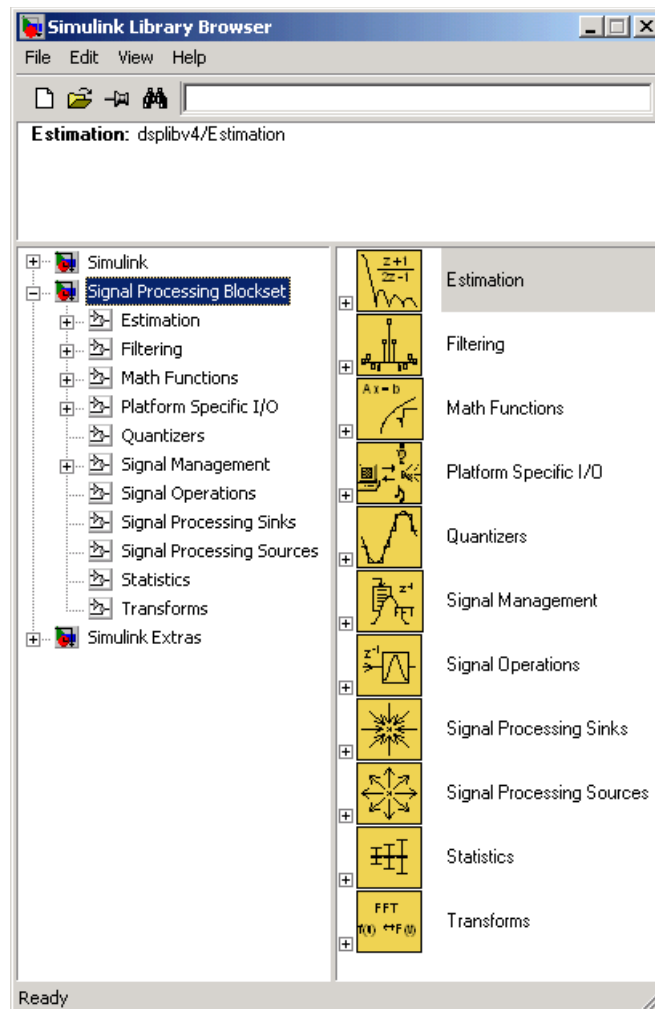 Simulink Library Browser
File Edit View Help
Estimation: dsplibv4/Estimation
Simulink
Signal Processing Blockset
Estimation
Filtering
Math Functions
Platform Specific I/O
Quantizers
Signal Management
Signal Operations
Signal Processing Sinks
Signal Processing Sources
Statistics
Transforms
Simulink Extras
z+1
2z-1
Estimation
Filtering
Ax=b
Math Functions
Platform Specific I/O
Quantizers
z⁻¹
FFT
Signal Management
z⁻¹
Signal Operations
Signal Processing Sinks
Signal Processing Sources
Statistics
FFT
Transforms
Ready